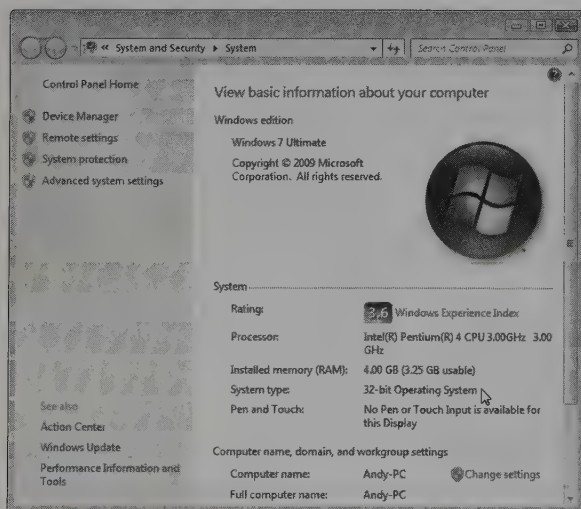 « System and Security ▸ System
Search Control Panel
Control Panel Home
Device Manager
Remote settings
System protection
Advanced system settings
See also
Action Center
Windows Update
Performance Information and
Tools
View basic information about your computer
Windows edition
Windows 7 Ultimate
Copyright © 2009 Microsoft
Corporation. All rights reserved.
System
Rating: 3,6 Windows Experience Index
Processor: Intel(R) Pentium(R) 4 CPU 3.00GHz 3.00
GHz
Installed memory (RAM): 4.00 GB (3.25 GB usable)
System type: 32-bit Operating System
Pen and Touch: No Pen or Touch Input is available for
this Display
Computer name, domain, and workgroup settings
Computer name: Andy-PC Change settings
Full computer name: Andy-PC